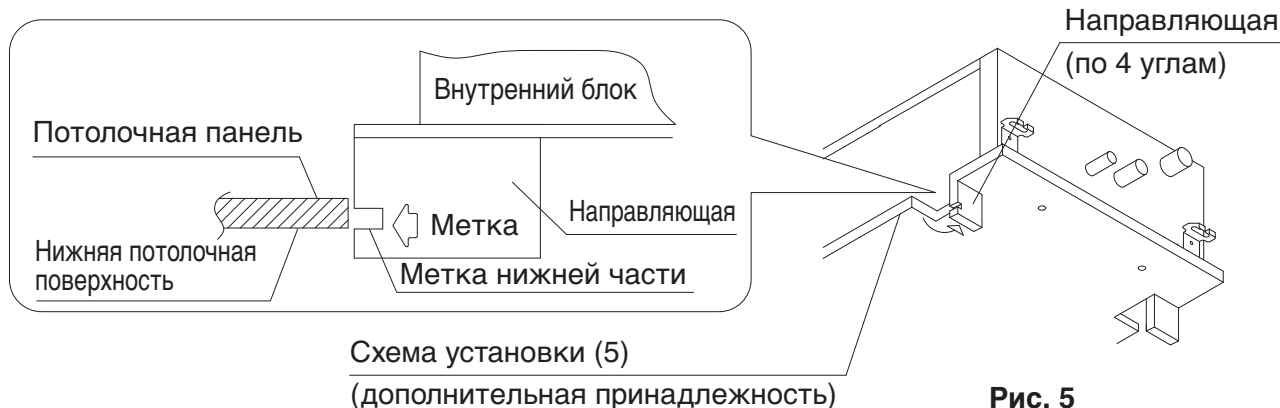 Направляющая
(по 4 углам)
Внутренний блок
Потолочная панель
Направляющая
Метка
Нижняя потолочная
поверхность
Метка нижней части
Схема установки (5)
(дополнительная принадлежность)
Рис. 5